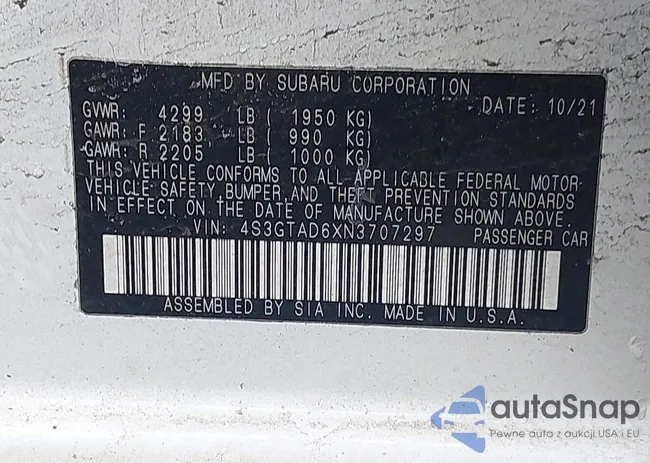 MFD BY SUBARU CORPORATION
DATE: 10/21
GVWR: 4299 LB ( 1950 KG)
GAWR: F 2183 LB ( 990 KG)
GAWR: R 2205 LB ( 1000 KG)
THIS VEHICLE CONFORMS TO ALL APPLICABLE FEDERAL MOTOR-
VEHICLE SAFETY, BUMPER, AND THEFT PREVENTION STANDARDS
IN EFFECT ON THE DATE OF MANUFACTURE SHOWN ABOVE.
VIN: 4S3GTAD6XN3707297 PASSENGER CAR
ASSEMBLED BY SIA INC. MADE IN U.S.A.
autoSnap
Pewne auta z aukcji USA i EU